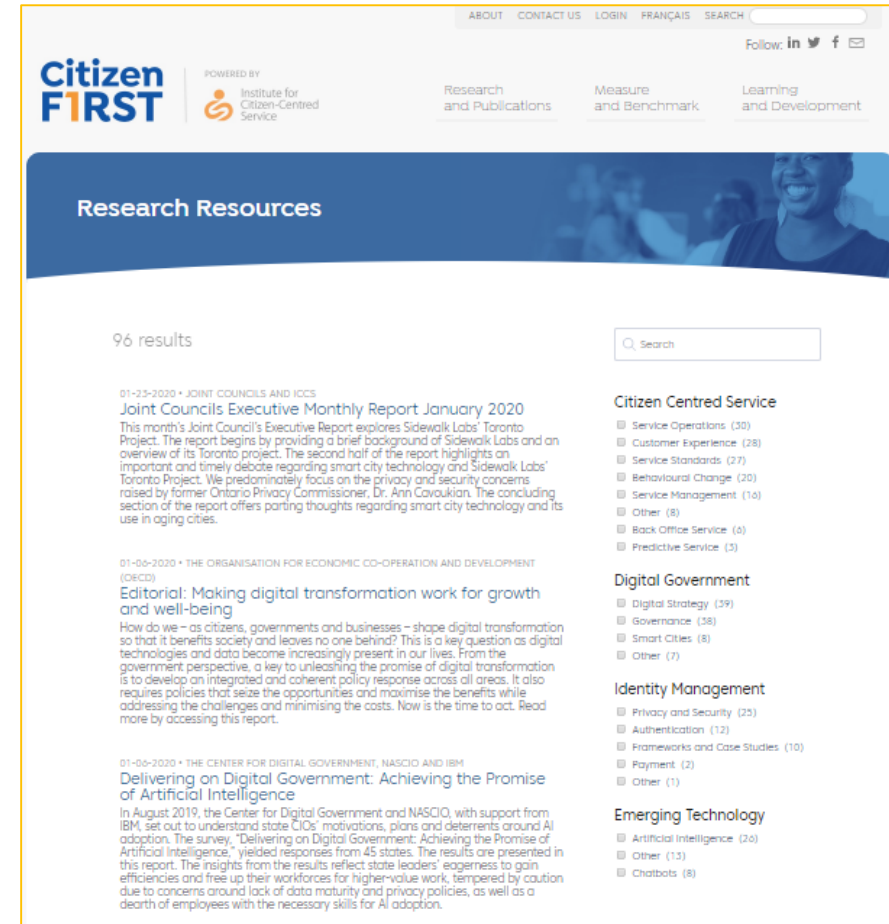 ABOUT CONTACT US LOGIN FRANÇAIS SEARCH
Follow:
Citizen
F1RST
POWERED BY
Institute for
Citizen-Centred
Service
Research
and Publications
Measure
and Benchmark
Learning
and Development
Research Resources
96 results
01-23-2020 • JOINT COUNCILS AND ICCS
Joint Councils Executive Monthly Report January 2020
This month's Joint Council's Executive Report explores Sidewalk Labs' Toronto
Project. The report begins by providing a brief background of Sidewalk Labs and an
overview of its Toronto project. The second half of the report highlights an
important and timely debate regarding smart city technology and Sidewalk Labs'
Toronto Project. We predominately focus on the privacy and security concerns
raised by former Ontario Privacy Commissioner, Dr. Ann Cavoukian. The concluding
section of the report offers parting thoughts regarding smart city technology and its
use in aging cities.
01-06-2020 • THE ORGANISATION FOR ECONOMIC CO-OPERATION AND DEVELOPMENT
(OECD)
Editorial: Making digital transformation work for growth
and well-being
How do we – as citizens, governments and businesses – shape digital transformation
so that it benefits society and leaves no one behind? This is a key question as digital
technologies and data become increasingly present in our lives. From the
government perspective, a key to unleashing the promise of digital transformation
is to develop an integrated and coherent policy response across all areas. It also
requires policies that seize the opportunities and maximise the benefits while
addressing the challenges and minimising the costs. Now is the time to act. Read
more by accessing this report.
01-06-2020 • THE CENTER FOR DIGITAL GOVERNMENT, NASCIO AND IBM
Delivering on Digital Government: Achieving the Promise
of Artificial Intelligence
In August 2019, the Center for Digital Government and NASCIO, with support from
IBM, set out to understand state CIOs' motivations, plans and deterrents around AI
adoption. The survey, "Delivering on Digital Government: Achieving the Promise of
Artificial Intelligence," yielded responses from 45 states. The results are presented in
this report. The insights from the results reflect state leaders' eagerness to gain
efficiencies and free up their workforces for higher-value work, tempered by caution
due to concerns around lack of data maturity and privacy policies, as well as a
dearth of employees with the necessary skills for AI adoption.
Search
Citizen Centred Service
Service Operations (30)
Customer Experience (28)
Service Standards (27)
Behavioural Change (20)
Service Management (16)
Other (8)
Back Office Service (6)
Predictive Service (3)
Digital Government
Digital Strategy (39)
Governance (38)
Smart Cities (8)
Other (7)
Identity Management
Privacy and Security (25)
Authentication (12)
Frameworks and Case Studies (10)
Payment (2)
Other (1)
Emerging Technology
Artificial Intelligence (26)
Other (13)
Chatbots (8)